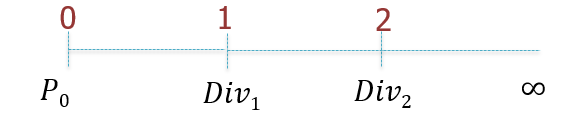 0 1 2
P₀ Div₁ Div₂ ∞